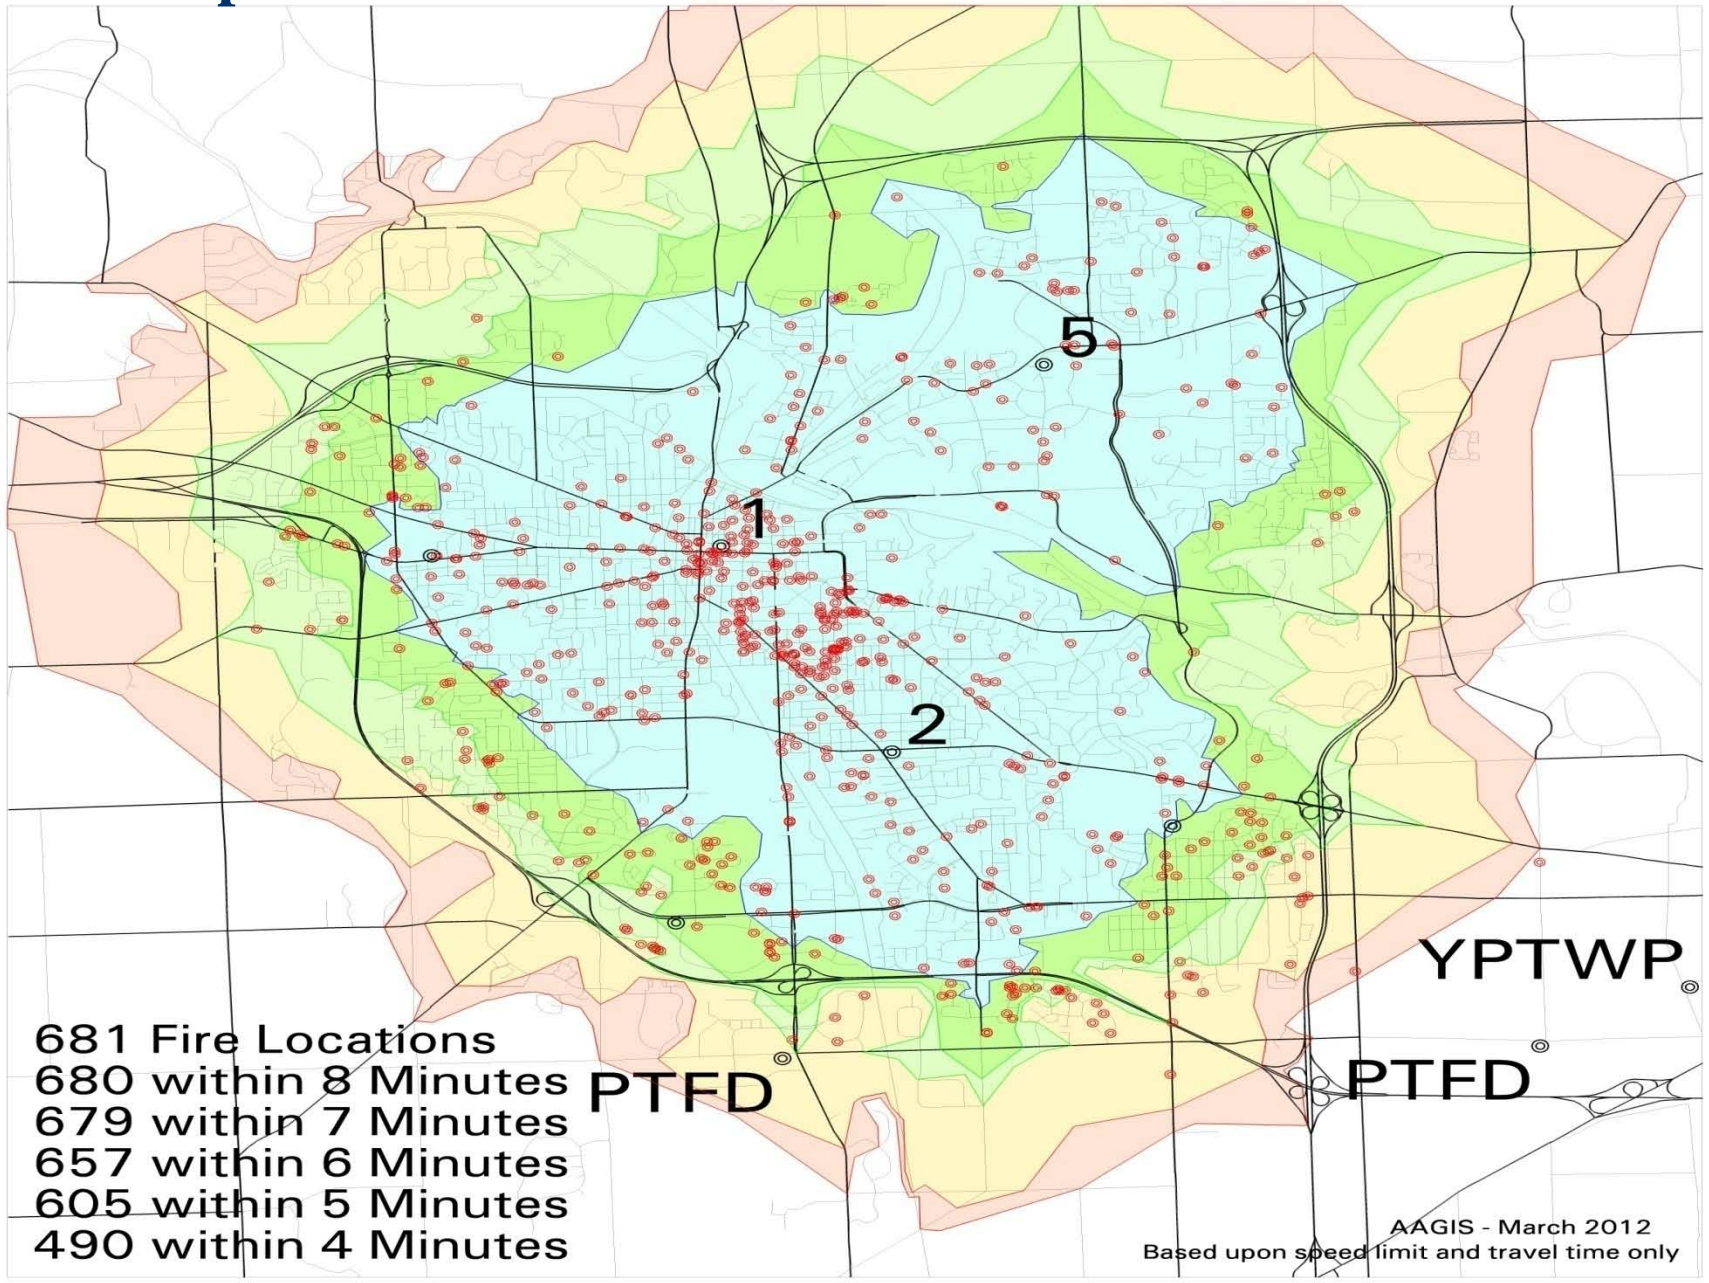 5
1
2
YPTWP
PTFD
PTFD
681 Fire Locations
680 within 8 Minutes
679 within 7 Minutes
657 within 6 Minutes
605 within 5 Minutes
490 within 4 Minutes
AAGIS - March 2012
Based upon speed limit and travel time only